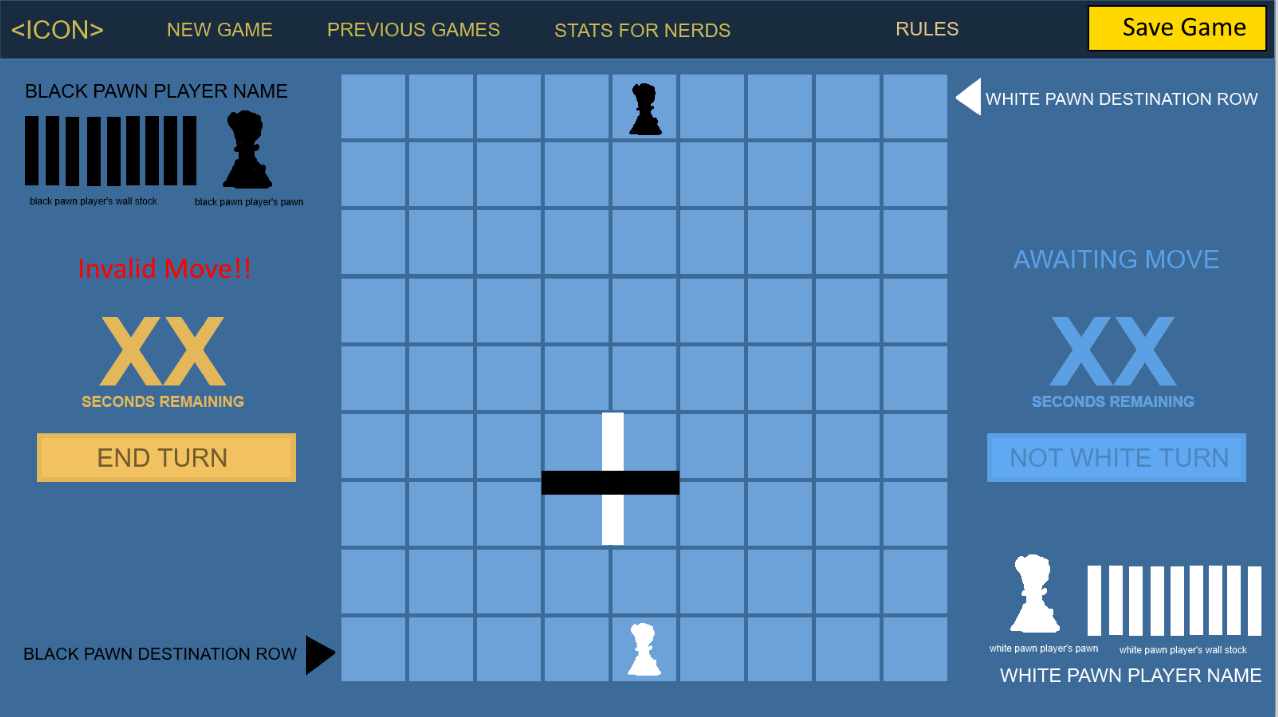 <ICON>
NEW GAME
PREVIOUS GAMES
STATS FOR NERDS
RULES
Save Game
BLACK PAWN PLAYER NAME
black pawn player's wall stock
black pawn player's pawn
WHITE PAWN DESTINATION ROW
Invalid Move!!
XX
SECONDS REMAINING
END TURN
AWAITING MOVE
XX
SECONDS REMAINING
NOT WHITE TURN
BLACK PAWN DESTINATION ROW
white pawn player's pawn
white pawn player's wall stock
WHITE PAWN PLAYER NAME